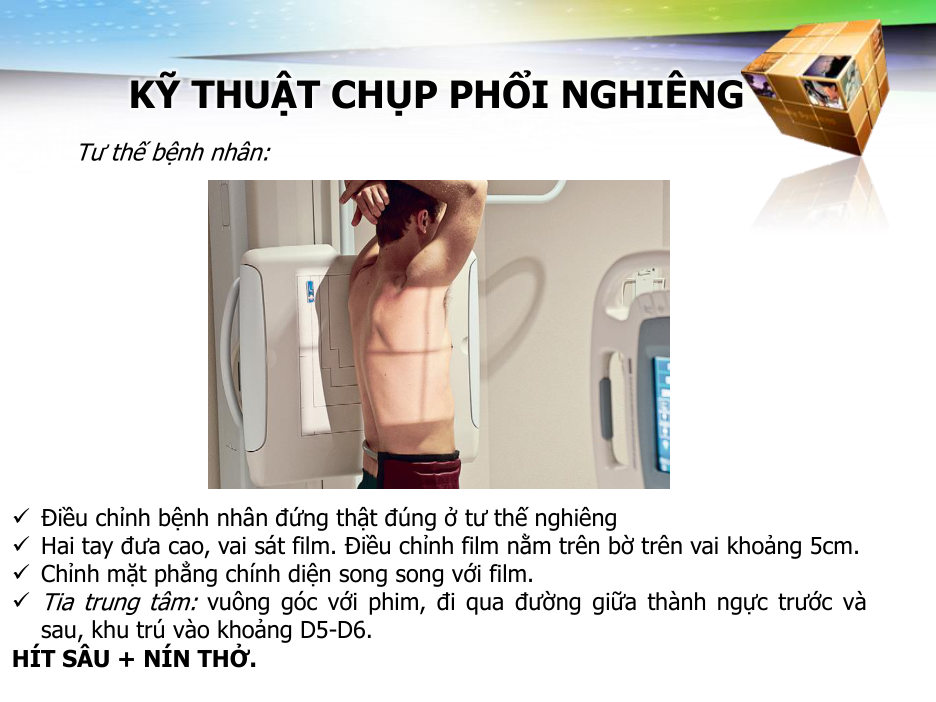 KỸ THUẬT CHỤP PHỔI NGHIÊNG
Tư thế bệnh nhân:
✓ Điều chỉnh bệnh nhân đứng thật đúng ở tư thế nghiêng
✓ Hai tay đưa cao, vai sát film. Điều chỉnh film nằm trên bờ trên vai khoảng 5cm.
✓ Chỉnh mặt phẳng chính diện song song với film.
✓ Tia trung tâm: vuông góc với phim, đi qua đường giữa thành ngực trước và
sau, khu trú vào khoảng D5-D6.
HÍT SÂU + NÍN THỞ.